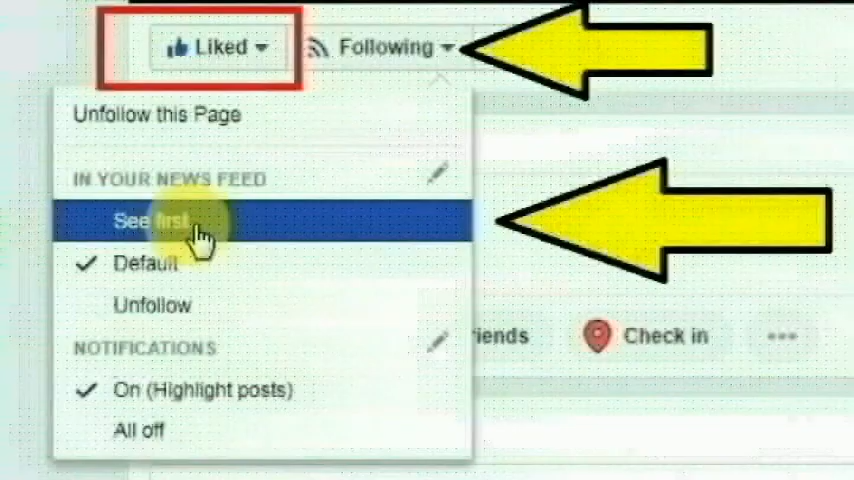 Liked Following
Unfollow this Page
IN YOUR NEWS FEED
See first
Default
Unfollow
riends Check in
NOTIFICATIONS
On (Highlight posts)
All off